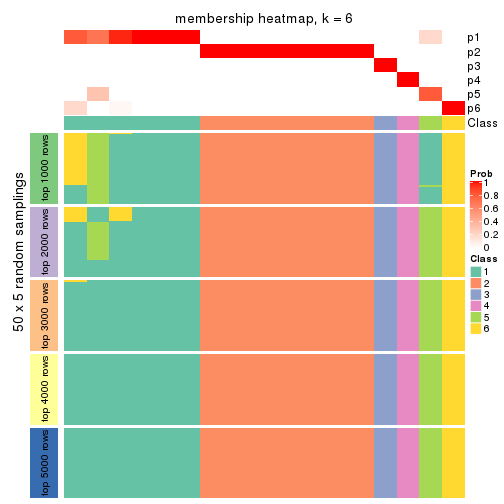 membership heatmap, k = 6
p1
p2
p3
p4
p5
p6
Class
50 x 5 random samplings
top 1000 rows
top 2000 rows
top 3000 rows
top 4000 rows
top 5000 rows
Prob
1
0.8
0.6
0.4
0.2
0
Class
1
2
3
4
5
6